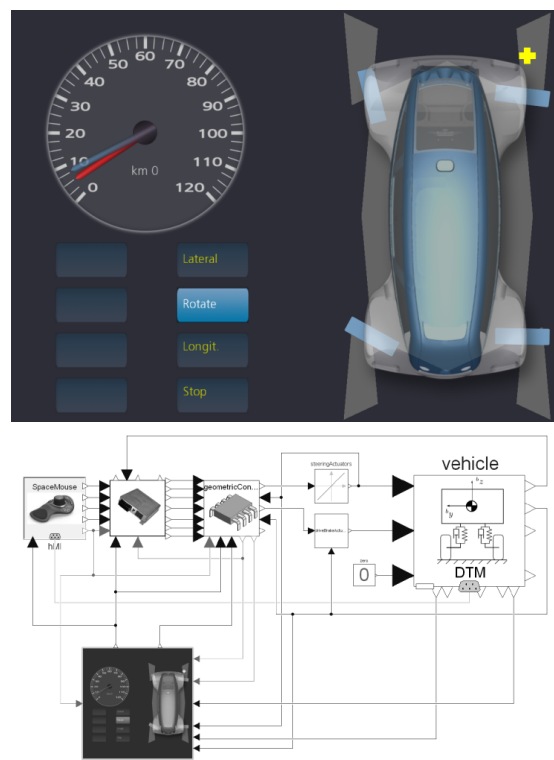 60
50
70
40
80
30
90
20
100
10
110
km 0
0
120
Lateral
Rotate
Longit.
Stop
vehicle
SpaceMouse
geometricCon...
steeringActuators
z
y
zero
0
DTM